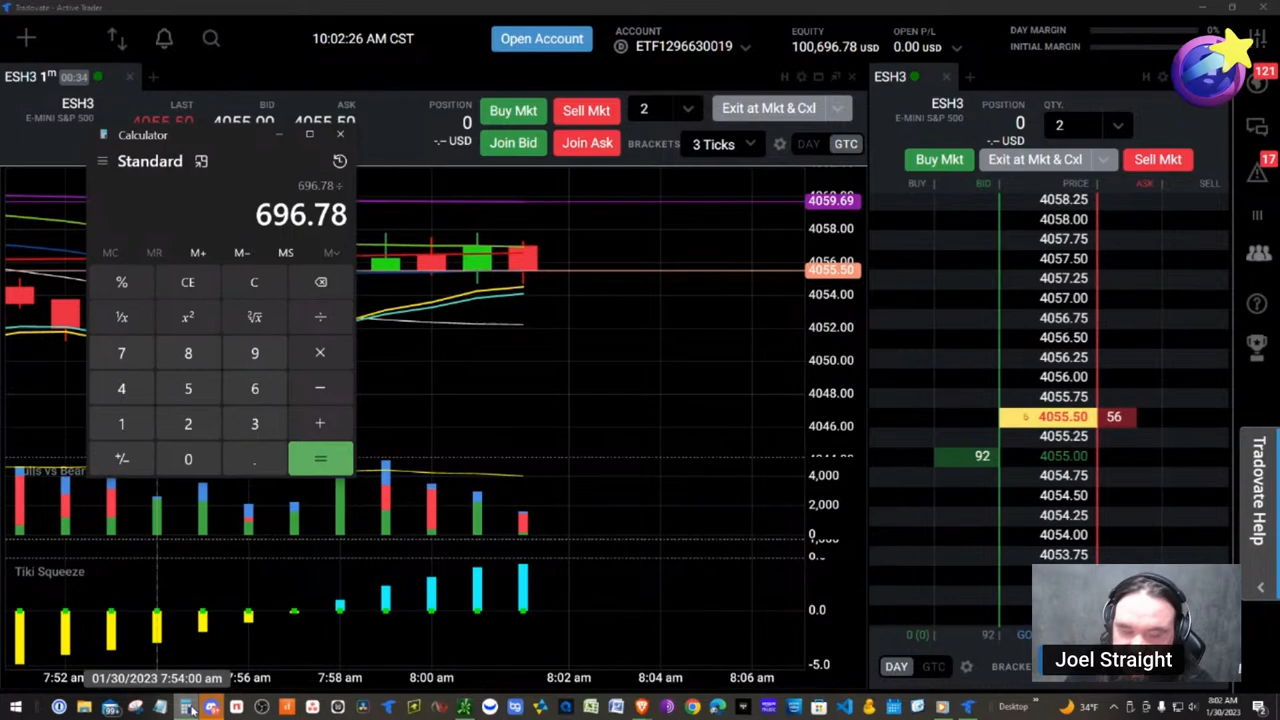 Tradovate - Active Trader
10:02:26 AM CST
Open Account
ACCOUNT
ETF1296630019
EQUITY
100,696.78 USD
OPEN P/L
0.00 USD
DAY MARGIN
0%
INITIAL MARGIN
ESH3 1m 00:34
H
ESH3
E-MINI S&P 500
LAST
BID
ASK
4055.50
4055.00
4055.50
POSITION
0
-.-- USD
Buy Mkt
Sell Mkt
2
Exit at Mkt & Cxl
Join Bid
Join Ask
BRACKETS
3 Ticks
DAY
GTC
Calculator
Standard
696.78 ÷
696.78
MC
MR
M+
M−
MS
M
%
CE
C
÷
7
8
9
×
4
5
6
−
1
2
3
+
+/−
0
.
=
4059.69
4058.00
4056.00
4055.50
4054.00
4052.00
4050.00
4048.00
4046.00
4,000
2,000
0
0.0
-5.0
Tiki Squeeze
7:52 am
01/30/2023 7:54:00 am
7:56 am
7:58 am
8:00 am
8:02 am
8:04 am
8:06 am
ESH3
H
ESH3
E-MINI S&P 500
POSITION
0
-.-- USD
QTY.
2
Buy Mkt
Exit at Mkt & Cxl
Sell Mkt
BUY
BID
PRICE
ASK
SELL
4058.25
4058.00
4057.75
4057.50
4057.25
4057.00
4056.75
4056.50
4056.25
4056.00
4055.75
4055.50
56
4055.25
92
4055.00
4054.75
4054.50
4054.25
4054.00
4053.75
0 (0)
92
DAY
GTC
121
17
Tradovate Help
Joel Straight
99+
Desktop
34°F
8:02 AM
1/30/2023